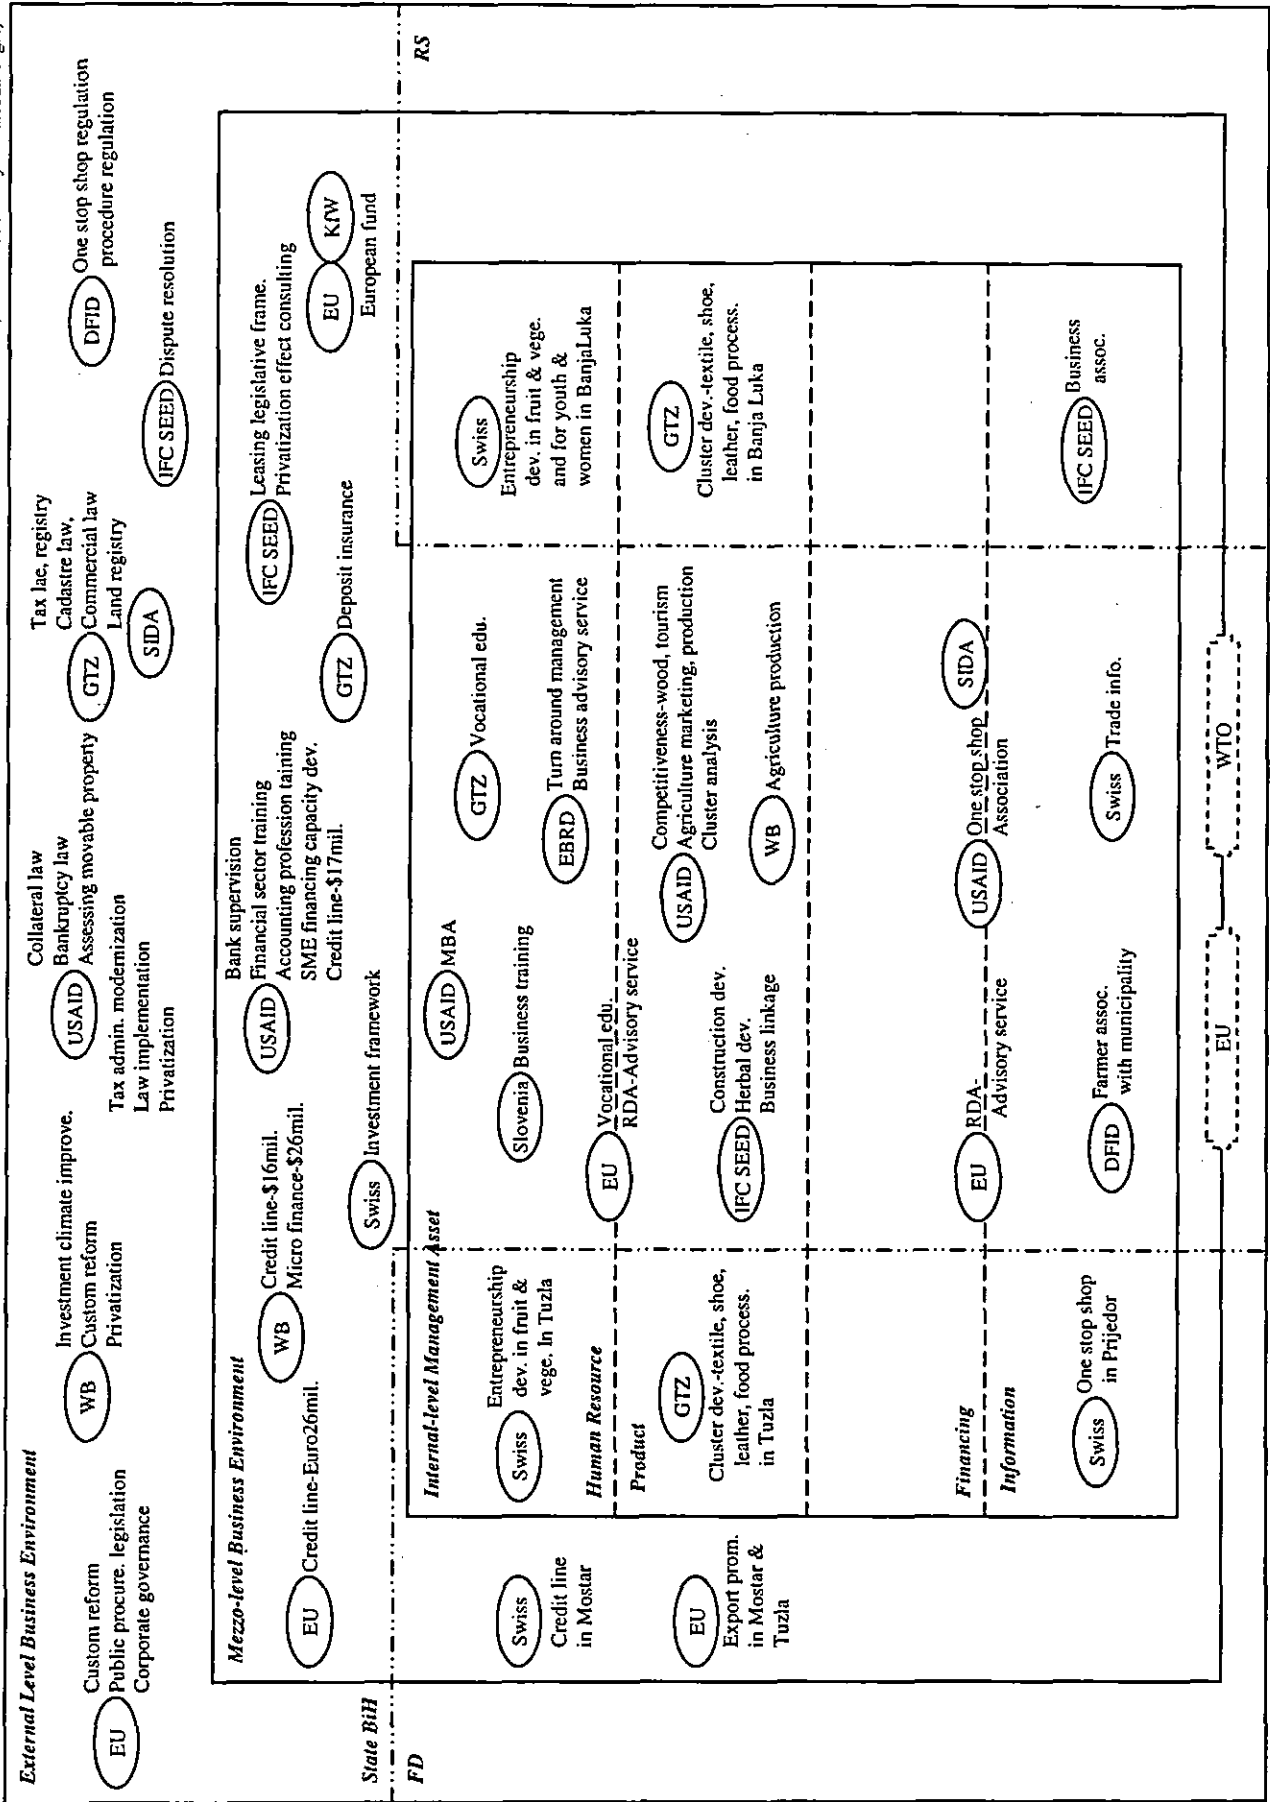 External Level Business Environment
Custom reform
EU
Public procure. legislation
Corporate governance
Investment climate improve.
WB
Custom reform
Privatization
Collateral law
Bankruptcy law
USAID
Assessing movable property
Tax admin. modernization
Law implementation
Privatization
Tax lae, registry
Cadastre law,
GTZ
Commercial law
Land registry
SIDA
DFID
One stop shop regulation
procedure regulation
IFC SEED
Dispute resolution
Mezzo-level Business Environment
EU
Credit line-Euro26mil.
WB
Credit line-$16mil.
Micro finance-$26mil.
Swiss
Investment framework
Bank supervision
USAID
Financial sector training
Accounting profession taining
SME financing capacity dev.
Credit line-$17mil.
IFC SEED
Leasing legislative frame.
Privatization effect consulting
GTZ
Deposit insurance
EU
KfW
European fund
State BiH
FD
RS
Swiss
Credit line
in Mostar
EU
Export prom.
in Mostar &
Tuzla
Internal-level Management Asset
Swiss
Entrepreneurship
dev. in fruit &
vege. In Tuzla
USAID
MBA
Slovenia
Business training
GTZ
Vocational edu.
EBRD
Turn around management
Business advisory service
Swiss
Entrepreneurship
dev. in fruit & vege.
and for youth &
women in BanjaLuka
Human Resource
EU
Vocational edu.
RDA-Advisory service
Product
GTZ
Cluster dev.-textile, shoe,
leather, food process.
in Tuzla
Construction dev.
IFC SEED
Herbal dev.
Business linkage
Competitiveness-wood, tourism
USAID
Agriculture marketing, production
Cluster analysis
WB
Agriculture production
GTZ
Cluster dev.-textile, shoe,
leather, food process.
in Banja Luka
Financing
EU
RDA-
Advisory service
USAID
One stop shop
Association
SIDA
Information
Swiss
One stop shop
in Prijedor
DFID
Farmer assoc.
with municipality
Swiss
Trade info.
IFC SEED
Business
assoc.
EU
WTO